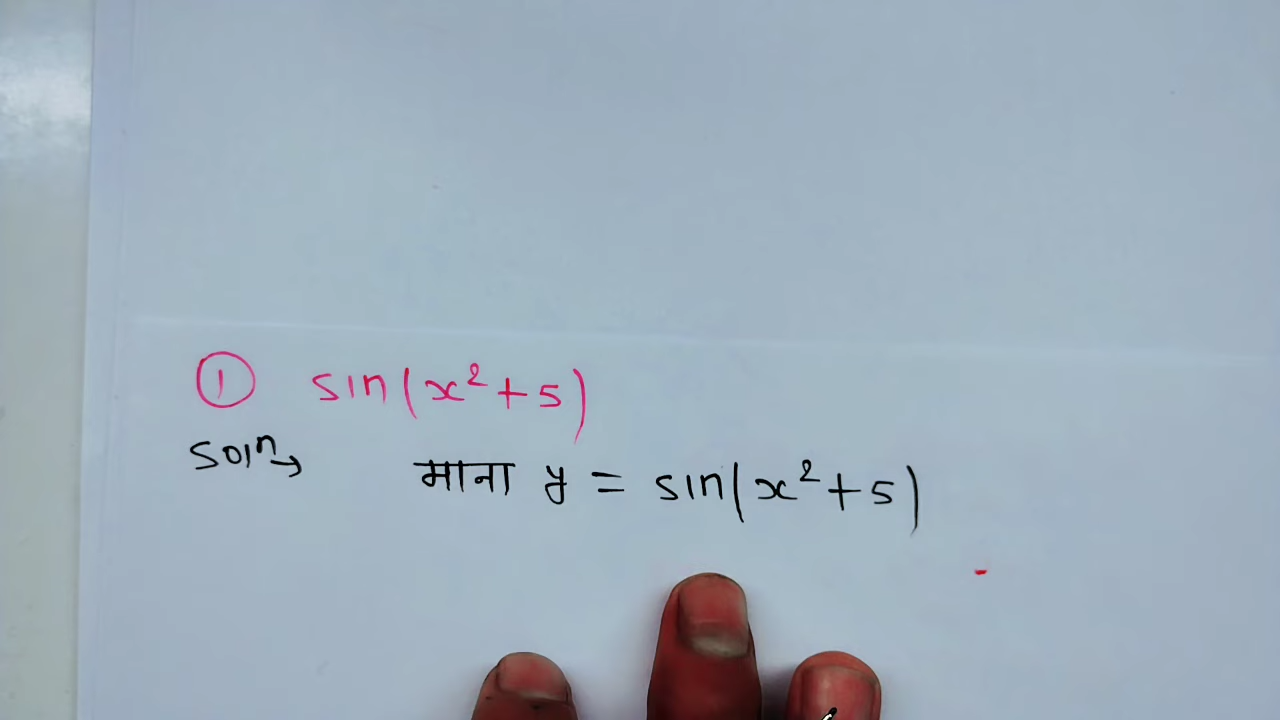 ① sin(x²+5)
Solⁿ→ माना y = sin(x²+5)